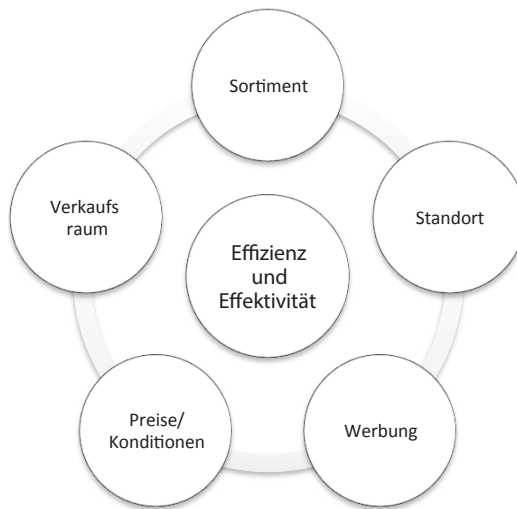 Sortiment
Verkaufs
raum
Standort
Effizienz
und
Effektivität
Preise/
Konditionen
Werbung